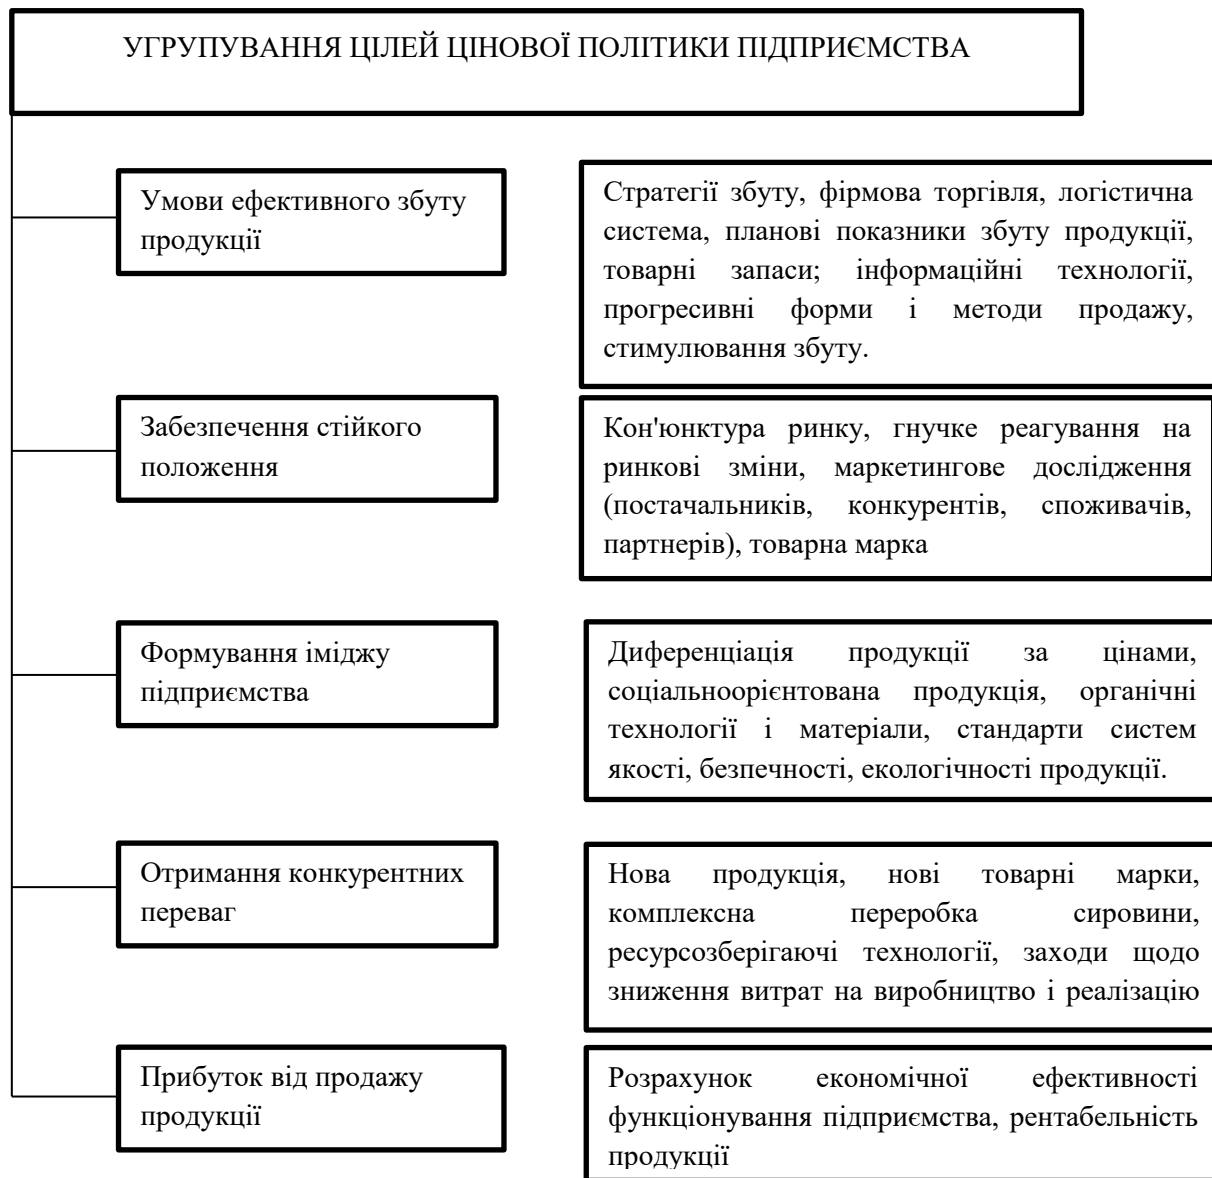 УГРУПУВАННЯ ЦІЛЕЙ ЦІНОВОЇ ПОЛІТИКИ ПІДПРИЄМСТВА
Умови ефективного збуту
продукції
Стратегії збуту, фірмова торгівля, логістична
система, планові показники збуту продукції,
товарні запаси; інформаційні технології,
прогресивні форми і методи продажу,
стимулювання збуту.
Забезпечення стійкого
положення
Кон'юнктура ринку, гнучке реагування на
ринкові зміни, маркетингове дослідження
(постачальників, конкурентів, споживачів,
партнерів), товарна марка
Формування іміджу
підприємства
Диференціація продукції за цінами,
соціальноорієнтована продукція, органічні
технології і матеріали, стандарти систем
якості, безпечності, екологічності продукції.
Отримання конкурентних
переваг
Нова продукція, нові товарні марки,
комплексна переробка сировини,
ресурсозберігаючі технології, заходи щодо
зниження витрат на виробництво і реалізацію
Прибуток від продажу
продукції
Розрахунок економічної ефективності
функціонування підприємства, рентабельність
продукції